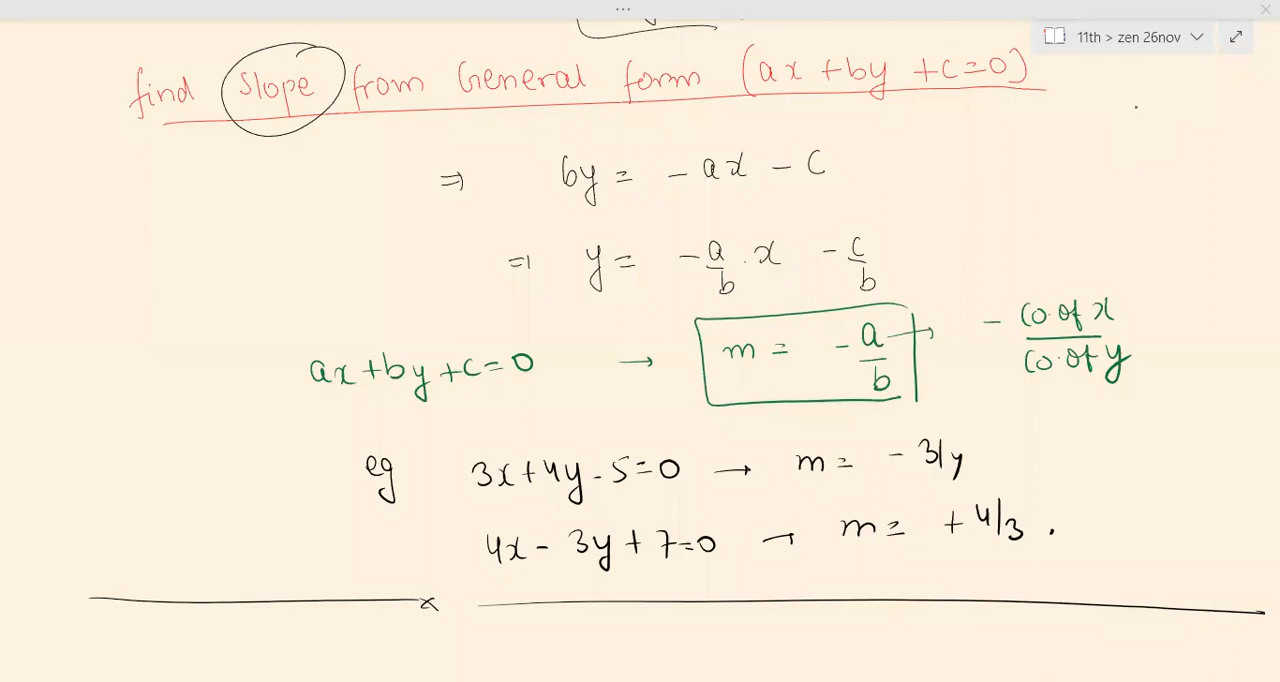 11th > zen 26nov
find slope from General form (ax + by + c = 0)
⇒ by = - ax - c
⇒ y = - a/b . x - c/b
ax + by + c = 0 → m = - a/b → - co. of x / co. of y
eg 3x + 4y - 5 = 0 → m = - 3/4
4x - 3y + 7 = 0 → m = + 4/3 .